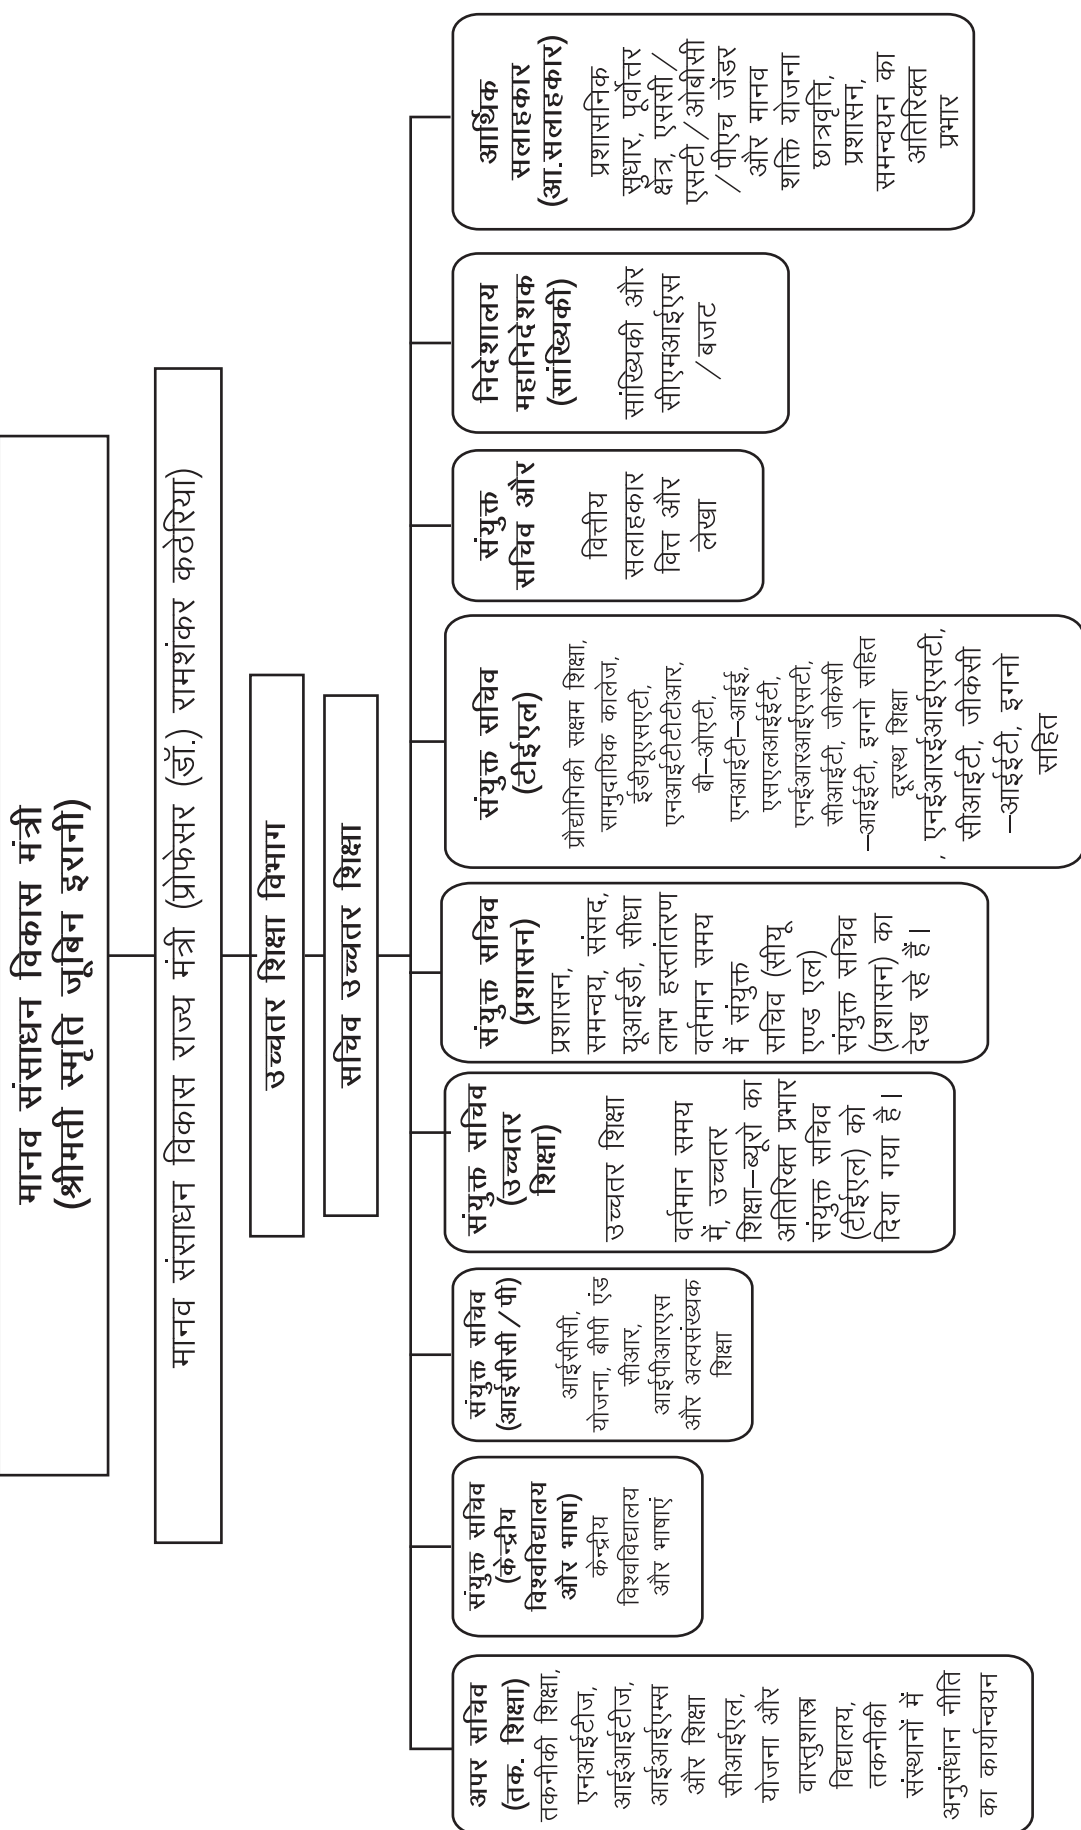 मानव संसाधन विकास मंत्री
(श्रीमती स्मृति जुबिन इरानी)
मानव संसाधन विकास राज्य मंत्री (प्रोफेसर (डॉ.) रामशंकर कठेरिया)
उच्चतर शिक्षा विभाग
सचिव उच्चतर शिक्षा
अपर सचिव
(तक. शिक्षा)
तकनीकी शिक्षा,
एनआईटीज,
आईआईटीज,
आईआईएम्स
और शिक्षा
सीआईएल,
योजना और
वास्तुशास्त्र
विद्यालय,
तकनीकी
संस्थानों में
अनुसंधान नीति
का कार्यान्वयन
संयुक्त सचिव
(केन्द्रीय
विश्वविद्यालय
और भाषा)
केन्द्रीय
विश्वविद्यालय
और भाषाएं
संयुक्त सचिव
(आईसीसी/पी)
आईसीसी,
योजना, बीपी एंड
सीआर,
आईपीआरएस
और अल्पसंख्यक
शिक्षा
संयुक्त सचिव
(उच्चतर
शिक्षा)
उच्चतर शिक्षा
वर्तमान समय
में, उच्चतर
शिक्षा–ब्यूरो का
अतिरिक्त प्रभार
संयुक्त सचिव
(टीईएल) को
दिया गया है।
संयुक्त सचिव
(प्रशासन)
प्रशासन,
समन्वय, संसद,
यूआईडी, सीधा
लाभ हस्तांतरण
वर्तमान समय
में संयुक्त
सचिव (सीयू
एण्ड एल)
संयुक्त सचिव
(प्रशासन) का
देख रहे हैं।
संयुक्त सचिव
(टीईएल)
प्रौद्योगिकी सक्षम शिक्षा,
सामुदायिक कालेज,
ईडीयूएसएटी,
एनआईटीटीटीआर,
बी–ओएटी,
एनआईटी–आईई,
एसएलआईईटी,
एनईआरआईएसटी,
सीआईटी, जीकेसी
–आईईटी, इगनो सहित
दूरस्थ शिक्षा
, एनईआरईआईएसटी,
सीआईटी, जीकेसी
–आईईटी, इगनो
सहित
संयुक्त
सचिव और
वित्तीय
सलाहकार
वित्त और
लेखा
निदेशालय
महानिदेशक
(सांख्यिकी)
सांख्यिकी और
सीएमआईएस
/बजट
आर्थिक
सलाहकार
(आ.सलाहकार)
प्रशासनिक
सुधार, पूर्वोत्तर
क्षेत्र, एससी/
एसटी/ओबीसी
/पीएच जेंडर
और मानव
शक्ति योजना
छात्रवृत्ति,
प्रशासन,
समन्वयन का
अतिरिक्त
प्रभार